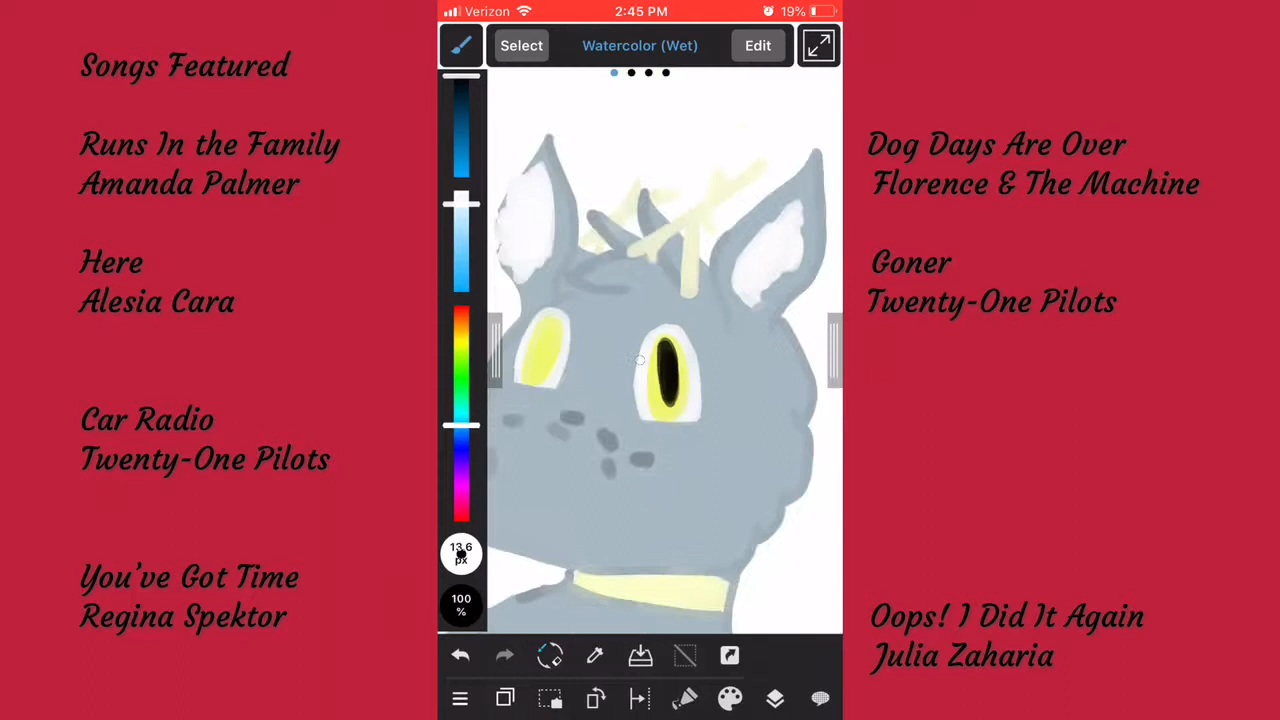 Verizon 2:45 PM 19%
Select Watercolor (Wet) Edit
Songs Featured
Runs In the Family
Amanda Palmer
Here
Alesia Cara
Car Radio
Twenty-One Pilots
You've Got Time
Regina Spektor
13.6
px
100
%
Dog Days Are Over
Florence & The Machine
Goner
Twenty-One Pilots
Oops! I Did It Again
Julia Zaharia